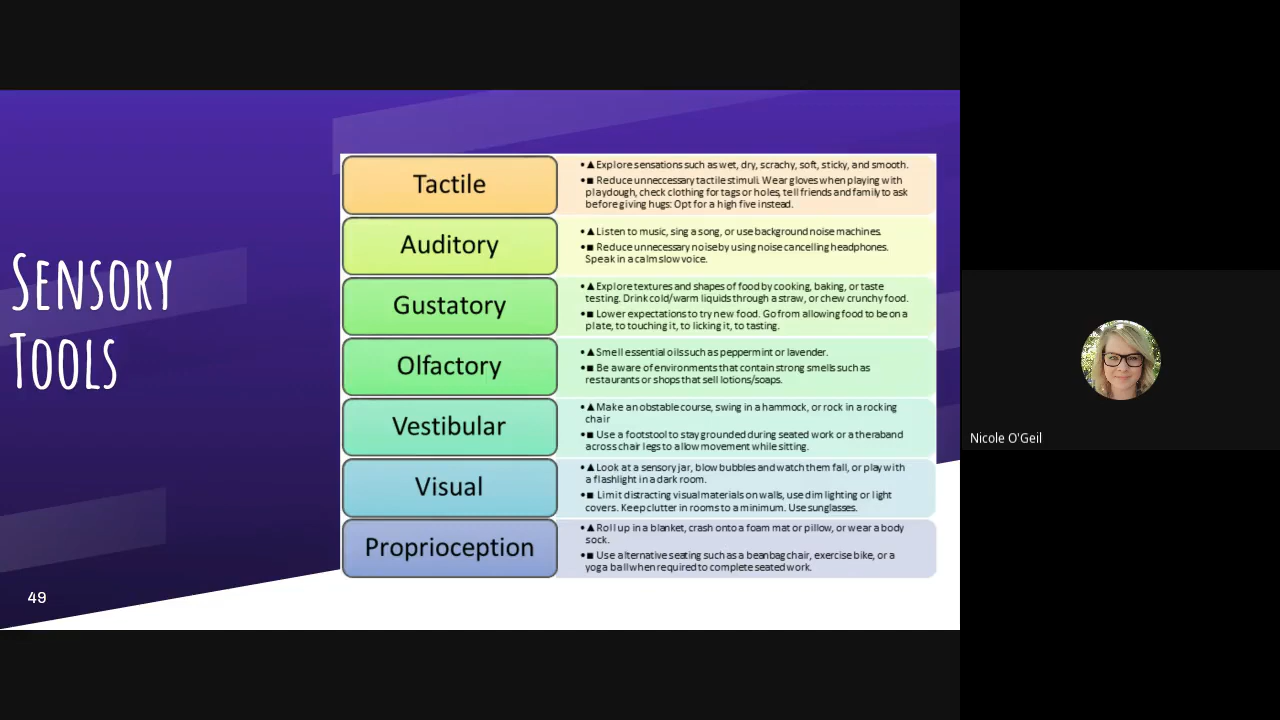 SENSORY
TOOLS
49
Tactile
• ▲ Explore sensations such as wet, dry, scrachy, soft, sticky, and smooth.
• ■ Reduce unneccessary tactile stimuli. Wear gloves when playing with
playdough, check clothing for tags or holes, tell friends and family to ask
before giving hugs: Opt for a high five instead.
Auditory
• ▲ Listen to music, sing a song, or use background noise machines.
• ■ Reduce unnecessary noise by using noise cancelling headphones.
Speak in a calm slow voice.
Gustatory
• ▲ Explore textures and shapes of food by cooking, baking, or taste
testing. Drink cold/warm liquids through a straw, or chew crunchy food.
• ■ Lower expectations to try new food. Go from allowing food to be on a
plate, to touching it, to licking it, to tasting.
Olfactory
• ▲ Smell essential oils such as peppermint or lavender.
• ■ Be aware of environments that contain strong smells such as
restaurants or shops that sell lotions/soaps.
Vestibular
• ▲ Make an obstable course, swing in a hammock, or rock in a rocking
chair
• ■ Use a footstool to stay grounded during seated work or a theraband
across chair legs to allow movement while sitting.
Visual
• ▲ Look at a sensory jar, blow bubbles and watch them fall, or play with
a flashlight in a dark room.
• ■ Limit distracting visual materials on walls, use dim lighting or light
covers. Keep clutter in rooms to a minimum. Use sunglasses.
Proprioception
• ▲ Roll up in a blanket, crash onto a foam mat or pillow, or wear a body
sock.
• ■ Use alternative seating such as a beanbag chair, exercise bike, or a
yoga ball when required to complete seated work.
Nicole O'Geil